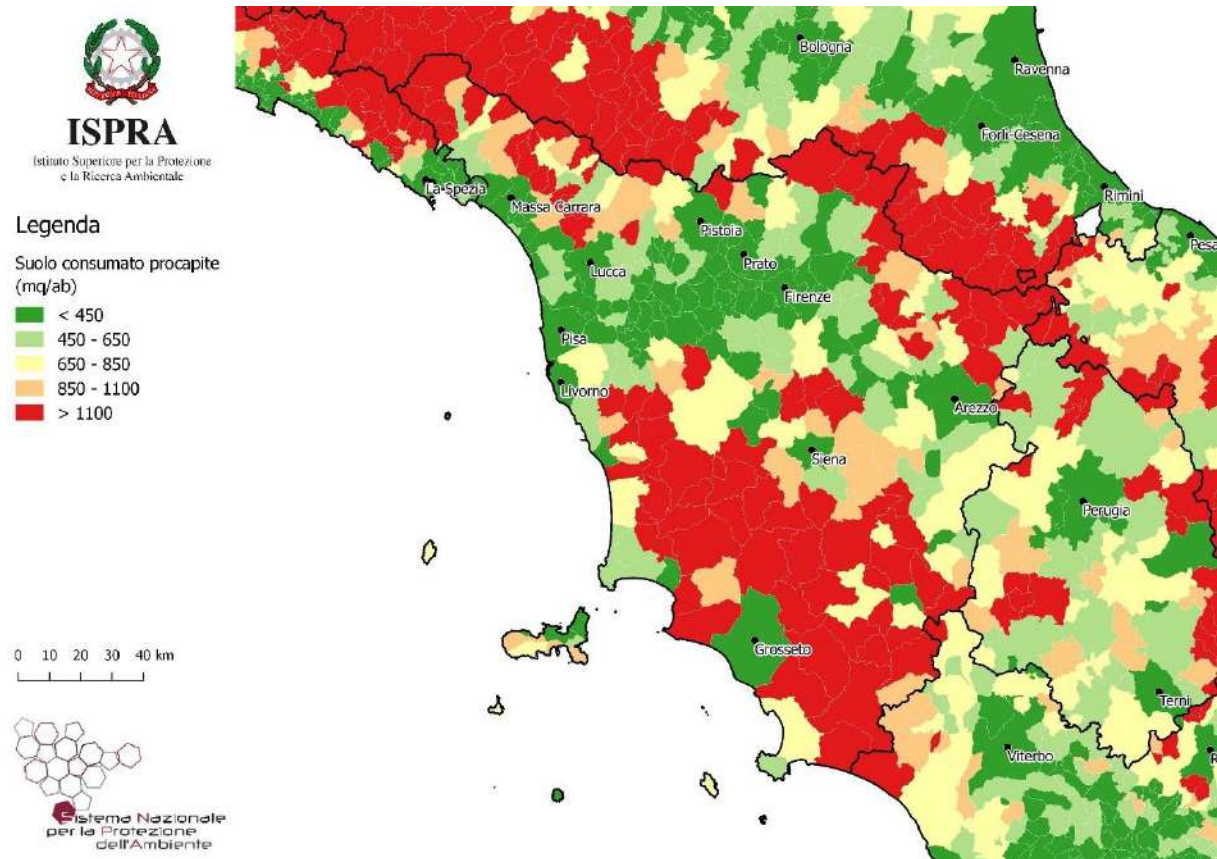 ISPRA
Istituto Superiore per la Protezione
e la Ricerca Ambientale
Legenda
Suolo consumato procapite
(mq/ab)
< 450
450 - 650
650 - 850
850 - 1100
> 1100
0 10 20 30 40 km
Sistema Nazionale
per la Protezione
dell'Ambiente
Bologna
Ravenna
Forlì-Cesena
Rimini
Pesa
La-Spezia
Massa Carrara
Pistoia
Lucca
Prato
Firenze
Pisa
Livorno
Arezzo
Siena
Perugia
Grosseto
Terni
Viterbo
R